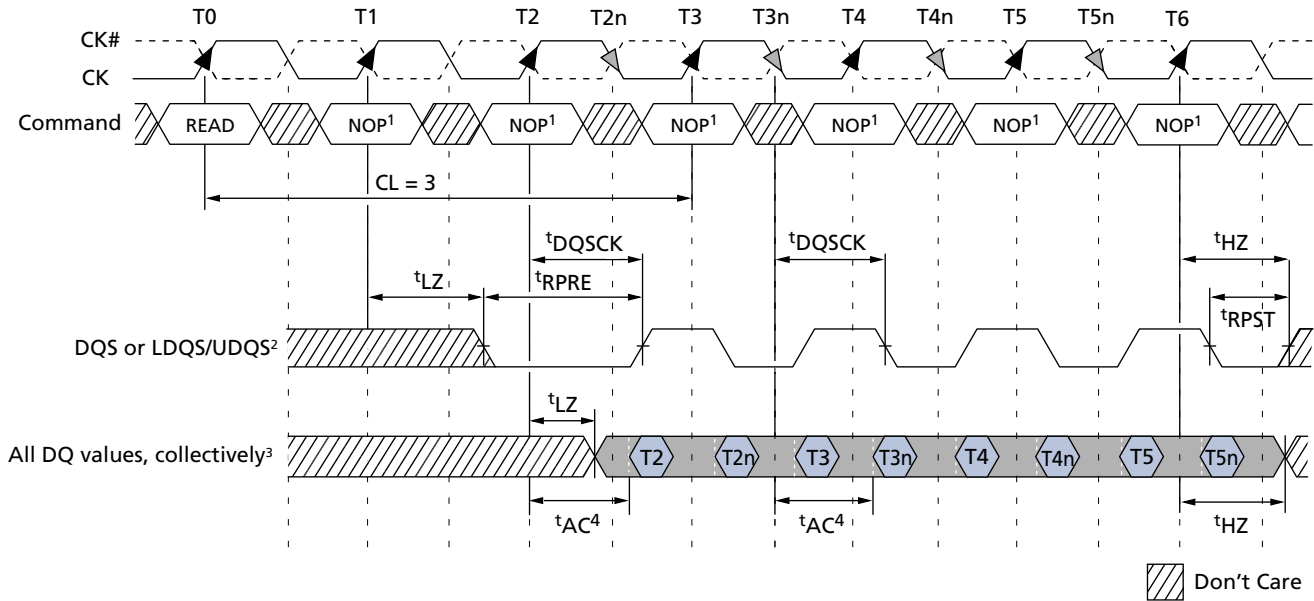 T0 T1 T2 T2n T3 T3n T4 T4n T5 T5n T6
CK#
CK
Command READ NOP¹ NOP¹ NOP¹ NOP¹ NOP¹ NOP¹
CL = 3
ᵗDQSCK ᵗDQSCK ᵗHZ
ᵗLZ ᵗRPRE
ᵗRPST
DQS or LDQS/UDQS²
ᵗLZ
All DQ values, collectively³ T2 T2n T3 T3n T4 T4n T5 T5n
ᵗAC⁴ ᵗAC⁴ ᵗHZ
Don't Care